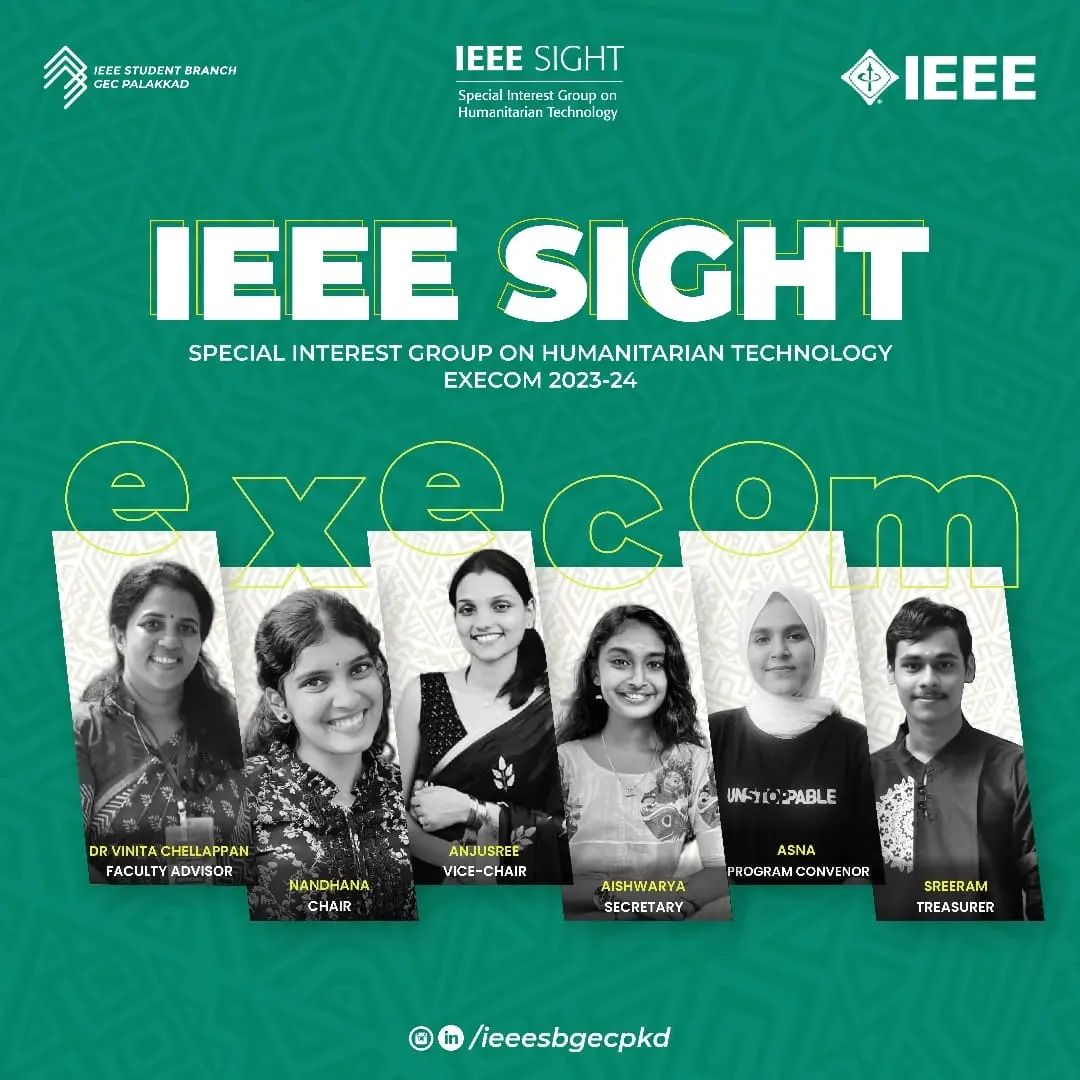 IEEE STUDENT BRANCH
GEC PALAKKAD
IEEE SIGHT
Special Interest Group on
Humanitarian Technology
IEEE
IEEE SIGHT
SPECIAL INTEREST GROUP ON HUMANITARIAN TECHNOLOGY
EXECOM 2023-24
execom
DR VINITA CHELLAPPAN
FACULTY ADVISOR
NANDHANA
CHAIR
ANJUSREE
VICE-CHAIR
AISHWARYA
SECRETARY
UNSTOPPABLE
ASNA
PROGRAM CONVENOR
SREERAM
TREASURER
in /ieeesbgecpkd